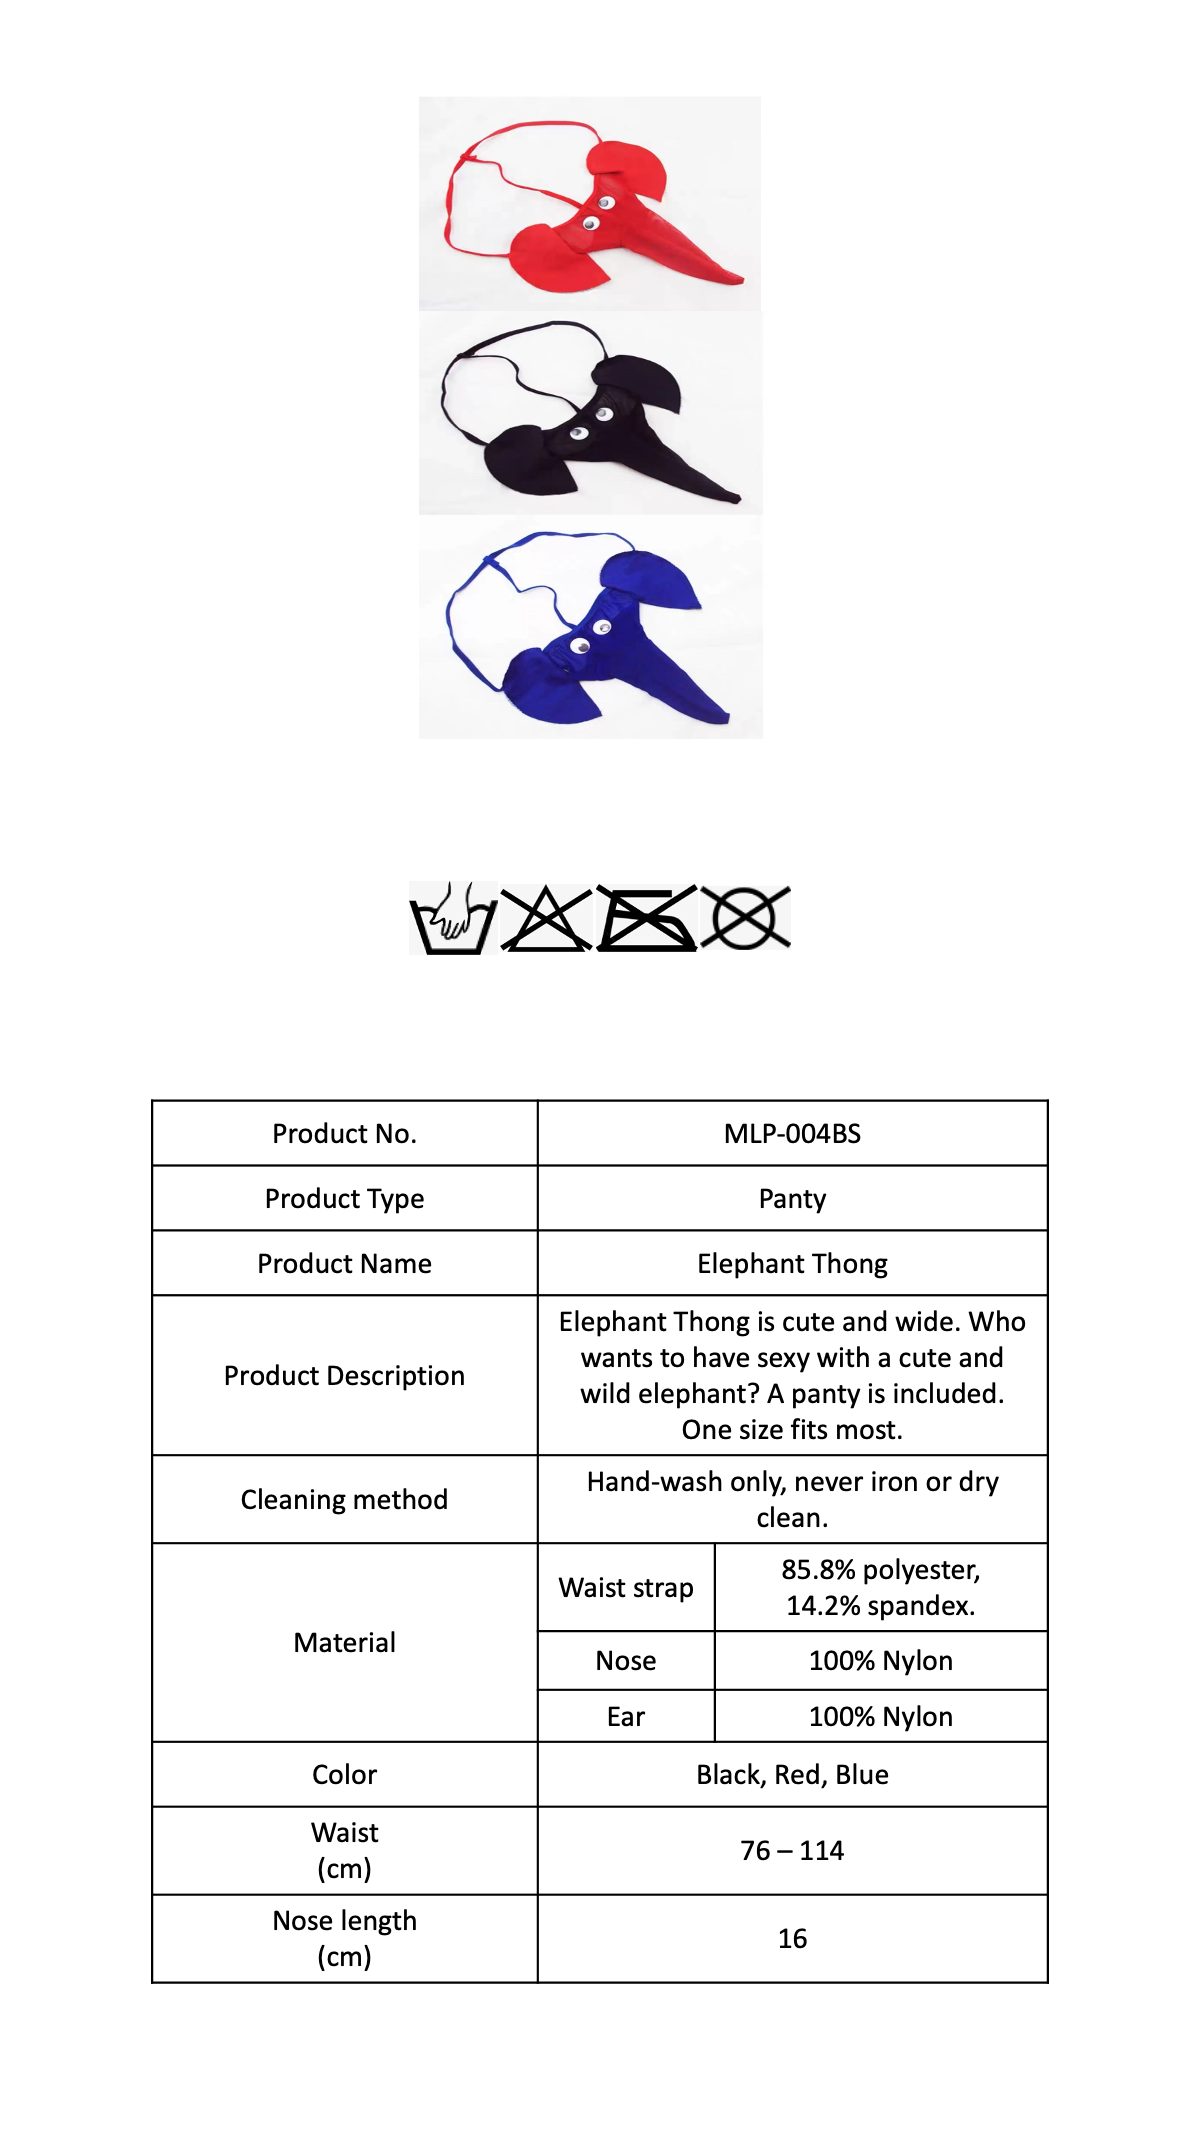 Product No.
MLP-004BS
Product Type
Panty
Product Name
Elephant Thong
Product Description
Elephant Thong is cute and wide. Who
wants to have sexy with a cute and
wild elephant? A panty is included.
One size fits most.
Cleaning method
Hand-wash only, never iron or dry
clean.
Material
Waist strap
85.8% polyester,
14.2% spandex.
Nose
100% Nylon
Ear
100% Nylon
Color
Black, Red, Blue
Waist
(cm)
76 – 114
Nose length
(cm)
16